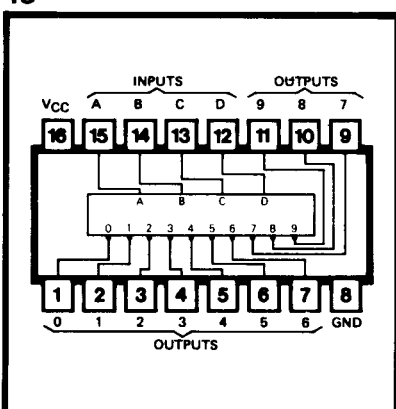 INPUTS OUTPUTS
VCC A B C D 9 8 7
16 15 14 13 12 11 10 9
A B C D
0 1 2 3 4 5 6 7 8 9
1 2 3 4 5 6 7 8
0 1 2 3 4 5 6 GND
OUTPUTS